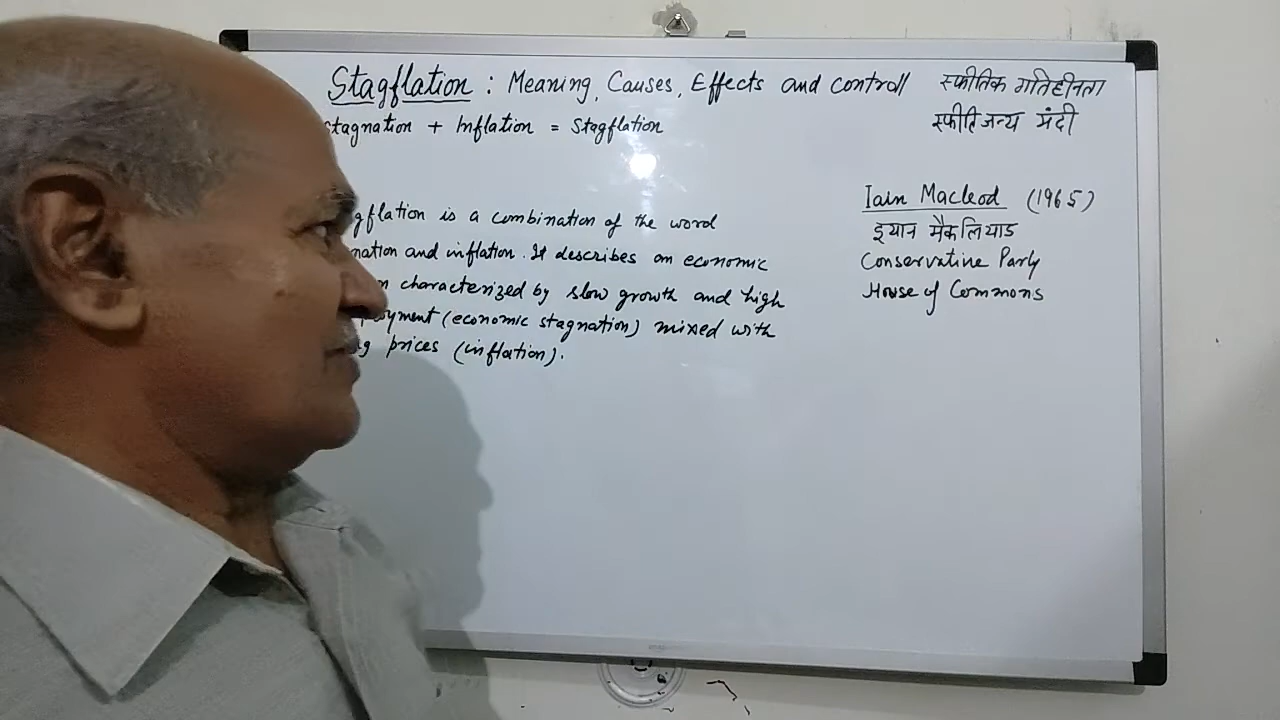 Stagflation : Meaning, Causes, Effects and control
स्फीतिक गतिहीनता
stagnation + Inflation = Stagflation
स्फीतिजन्य मंदी
gflation is a combination of the word
nation and inflation. It describes an economic
n characterized by slow growth and high
oyment (economic stagnation) mixed with
g prices (inflation).
Iain Macleod (1965)
इयान मैकलियाड
Conservative Party
House of Commons